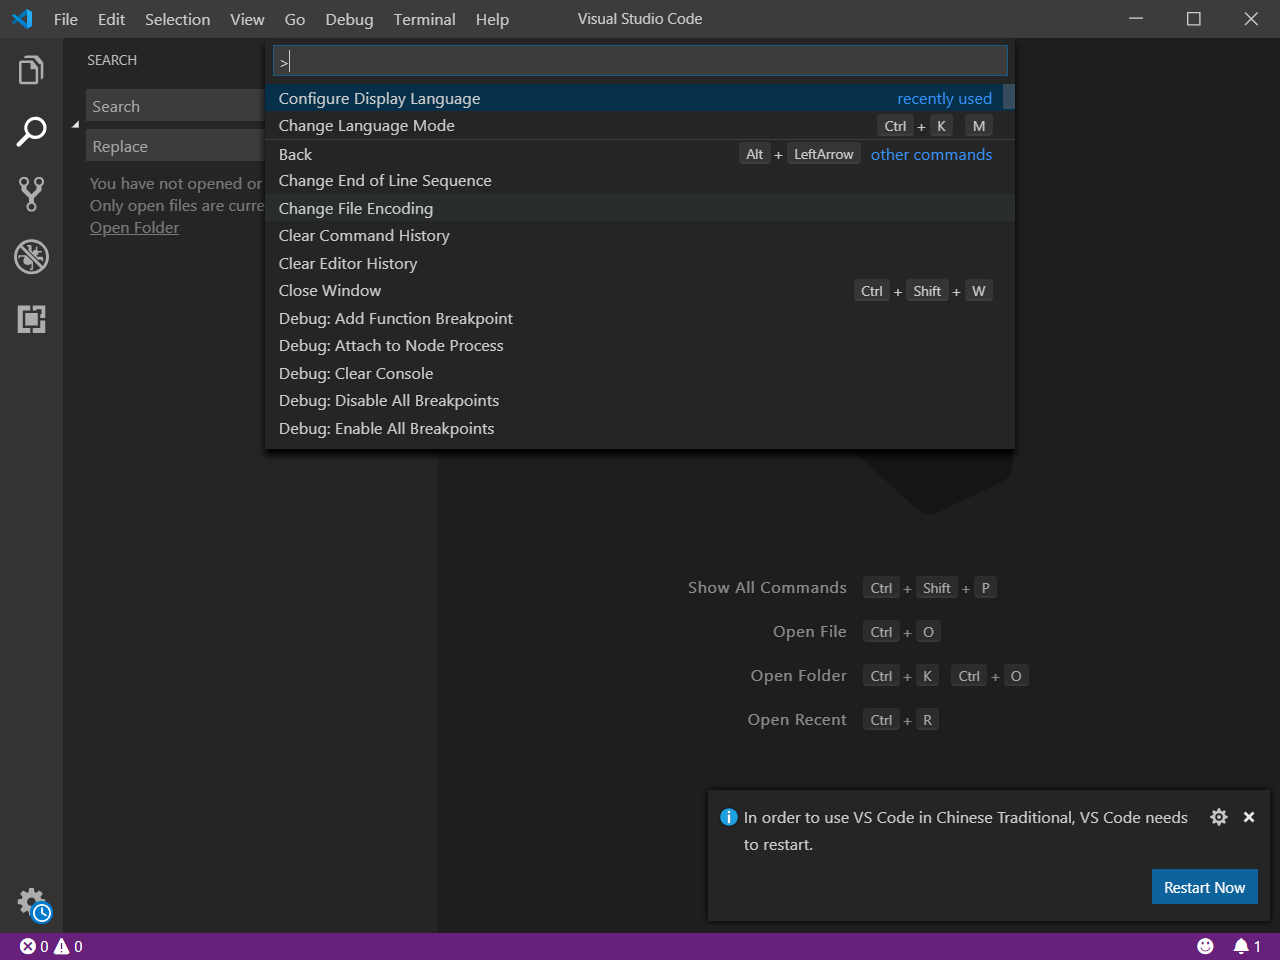 File Edit Selection View Go Debug Terminal Help Visual Studio Code
SEARCH
Search
Replace
You have not opened or
Only open files are curre
Open Folder
>
Configure Display Language recently used
Change Language Mode Ctrl + K M
Back Alt + LeftArrow other commands
Change End of Line Sequence
Change File Encoding
Clear Command History
Clear Editor History
Close Window Ctrl + Shift + W
Debug: Add Function Breakpoint
Debug: Attach to Node Process
Debug: Clear Console
Debug: Disable All Breakpoints
Debug: Enable All Breakpoints
Show All Commands Ctrl + Shift + P
Open File Ctrl + O
Open Folder Ctrl + K Ctrl + O
Open Recent Ctrl + R
In order to use VS Code in Chinese Traditional, VS Code needs
to restart.
Restart Now
0 0 1